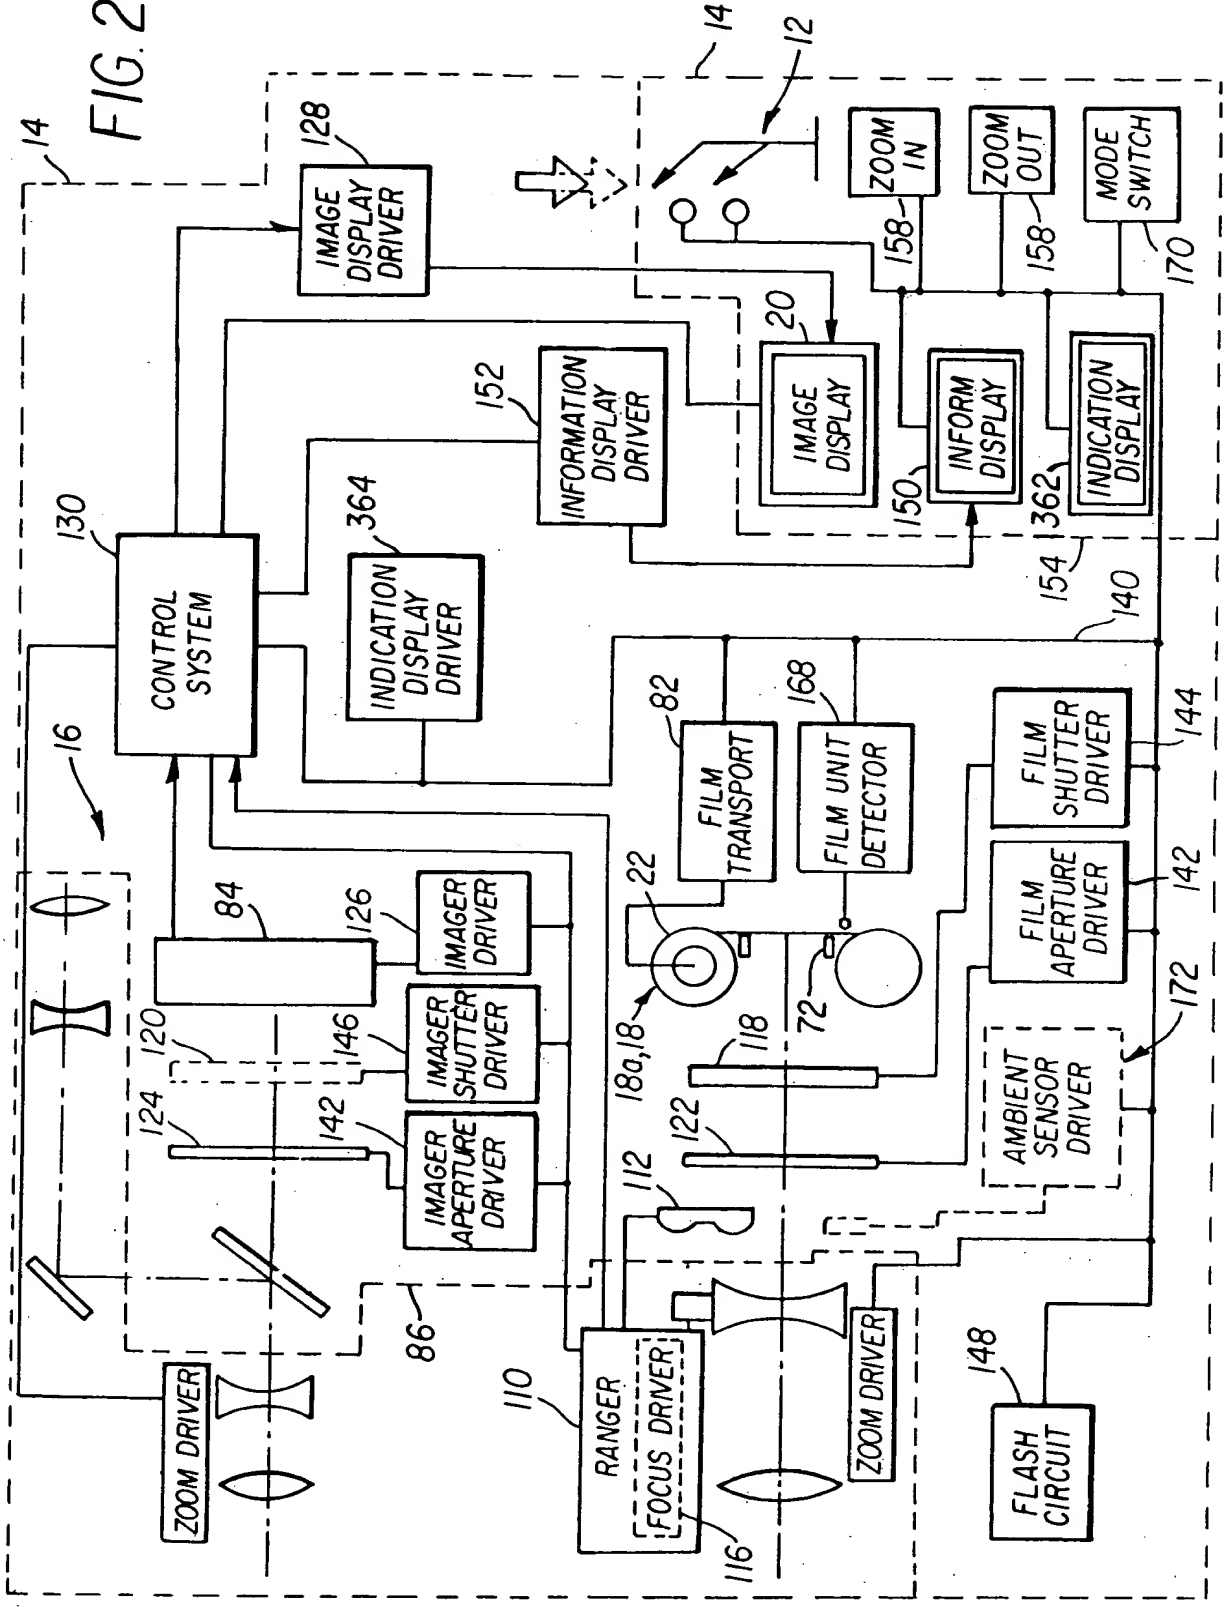 FIG. 2
14
16
130
CONTROL
SYSTEM
128
IMAGE
DISPLAY
DRIVER
84
120
124
ZOOM DRIVER
126
IMAGER
DRIVER
146
IMAGER
SHUTTER
DRIVER
142
IMAGER
APERTURE
DRIVER
86
364
INDICATION
DISPLAY
DRIVER
152
INFORMATION
DISPLAY
DRIVER
14
12
110
RANGER
FOCUS DRIVER
116
112
122
118
18a,18
22
72
82
FILM
TRANSPORT
168
FILM UNIT
DETECTOR
20
IMAGE
DISPLAY
150
INFORM
DISPLAY
362
INDICATION
DISPLAY
154
140
158
ZOOM
IN
158
ZOOM
OUT
170
MODE
SWITCH
ZOOM DRIVER
148
FLASH
CIRCUIT
172
AMBIENT
SENSOR
DRIVER
142
FILM
APERTURE
DRIVER
144
FILM
SHUTTER
DRIVER